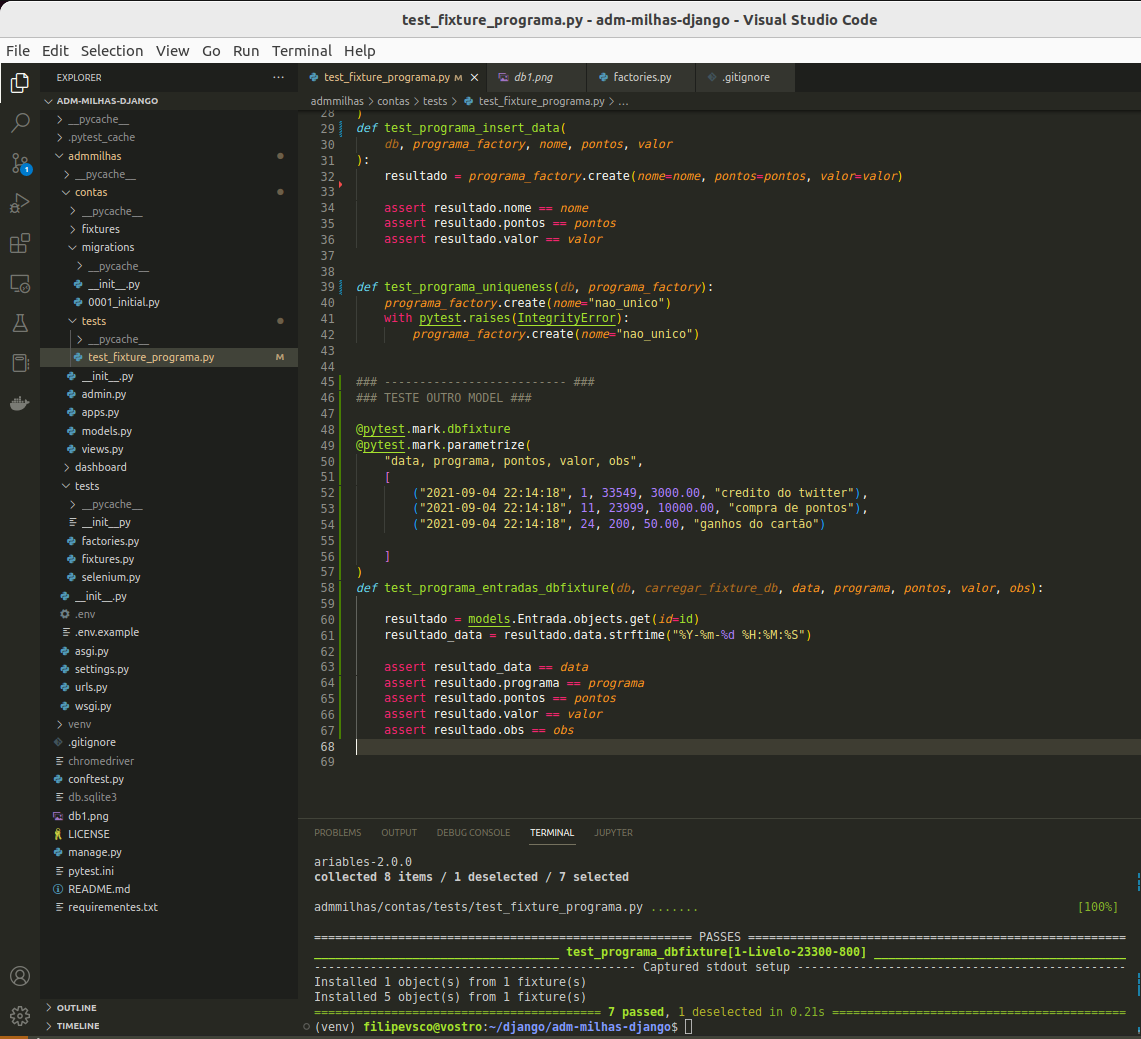 test_fixture_programa.py - adm-milhas-django - Visual Studio Code
File Edit Selection View Go Run Terminal Help
EXPLORER ...
ADM-MILHAS-DJANGO
__pycache__
.pytest_cache
admmilhas
__pycache__
contas
__pycache__
fixtures
migrations
__pycache__
__init__.py
0001_initial.py
tests
__pycache__
test_fixture_programa.py M
__init__.py
admin.py
apps.py
models.py
views.py
dashboard
tests
__pycache__
__init__py
factories.py
fixtures.py
selenium.py
__init__.py
.env
.env.example
asgi.py
settings.py
urls.py
wsgi.py
venv
.gitignore
chromedriver
conftest.py
db.sqlite3
db1.png
LICENSE
manage.py
pytest.ini
README.md
requirementes.txt
OUTLINE
TIMELINE
1
test_fixture_programa.py M × db1.png factories.py .gitignore
admmilhas > contas > tests > test_fixture_programa.py > ...
28 )
29 def test_programa_insert_data(
30     db, programa_factory, nome, pontos, valor
31 ):
32     resultado = programa_factory.create(nome=nome, pontos=pontos, valor=valor)
33
34     assert resultado.nome == nome
35     assert resultado.pontos == pontos
36     assert resultado.valor == valor
37
38
39 def test_programa_uniqueness(db, programa_factory):
40     programa_factory.create(nome="nao_unico")
41     with pytest.raises(IntegrityError):
42         programa_factory.create(nome="nao_unico")
43
44
45 ### -------------------------- ###
46 ### TESTE OUTRO MODEL ###
47
48 @pytest.mark.dbfixture
49 @pytest.mark.parametrize(
50     "data, programa, pontos, valor, obs",
51     [
52         ("2021-09-04 22:14:18", 1, 33549, 3000.00, "credito do twitter"),
53         ("2021-09-04 22:14:18", 11, 23999, 10000.00, "compra de pontos"),
54         ("2021-09-04 22:14:18", 24, 200, 50.00, "ganhos do cartão")
55
56     ]
57 )
58 def test_programa_entradas_dbfixture(db, carregar_fixture_db, data, programa, pontos, valor, obs):
59
60     resultado = models.Entrada.objects.get(id=id)
61     resultado_data = resultado.data.strftime("%Y-%m-%d %H:%M:%S")
62
63     assert resultado_data == data
64     assert resultado.programa == programa
65     assert resultado.pontos == pontos
66     assert resultado.valor == valor
67     assert resultado.obs == obs
68
69
PROBLEMS OUTPUT DEBUG CONSOLE TERMINAL JUPYTER
ariables-2.0.0
collected 8 items / 1 deselected / 7 selected
admmilhas/contas/tests/test_fixture_programa.py ....... [100%]
====================================================== PASSES ======================================================
___________________________________ test_programa_dbfixture[1-Livelo-23300-800] ____________________________________
---------------------------------------------- Captured stdout setup -----------------------------------------------
Installed 1 object(s) from 1 fixture(s)
Installed 5 object(s) from 1 fixture(s)
========================================= 7 passed, 1 deselected in 0.21s ==========================================
(venv) filipevsco@vostro:~/django/adm-milhas-django$